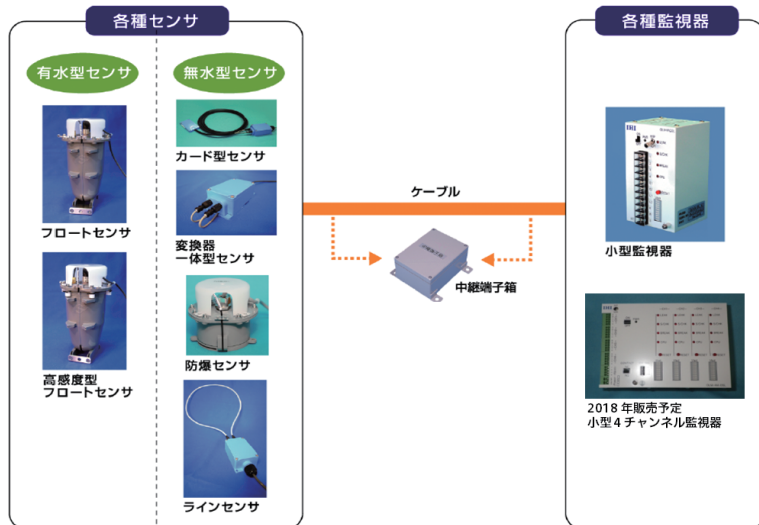 各種センサ
有水型センサ
フロートセンサ
高感度型
フロートセンサ
無水型センサ
カード型センサ
変換器
一体型センサ
防爆センサ
ラインセンサ
ケーブル
中継端子箱
各種監視器
小型監視器
2018年販売予定
小型4チャンネル監視器